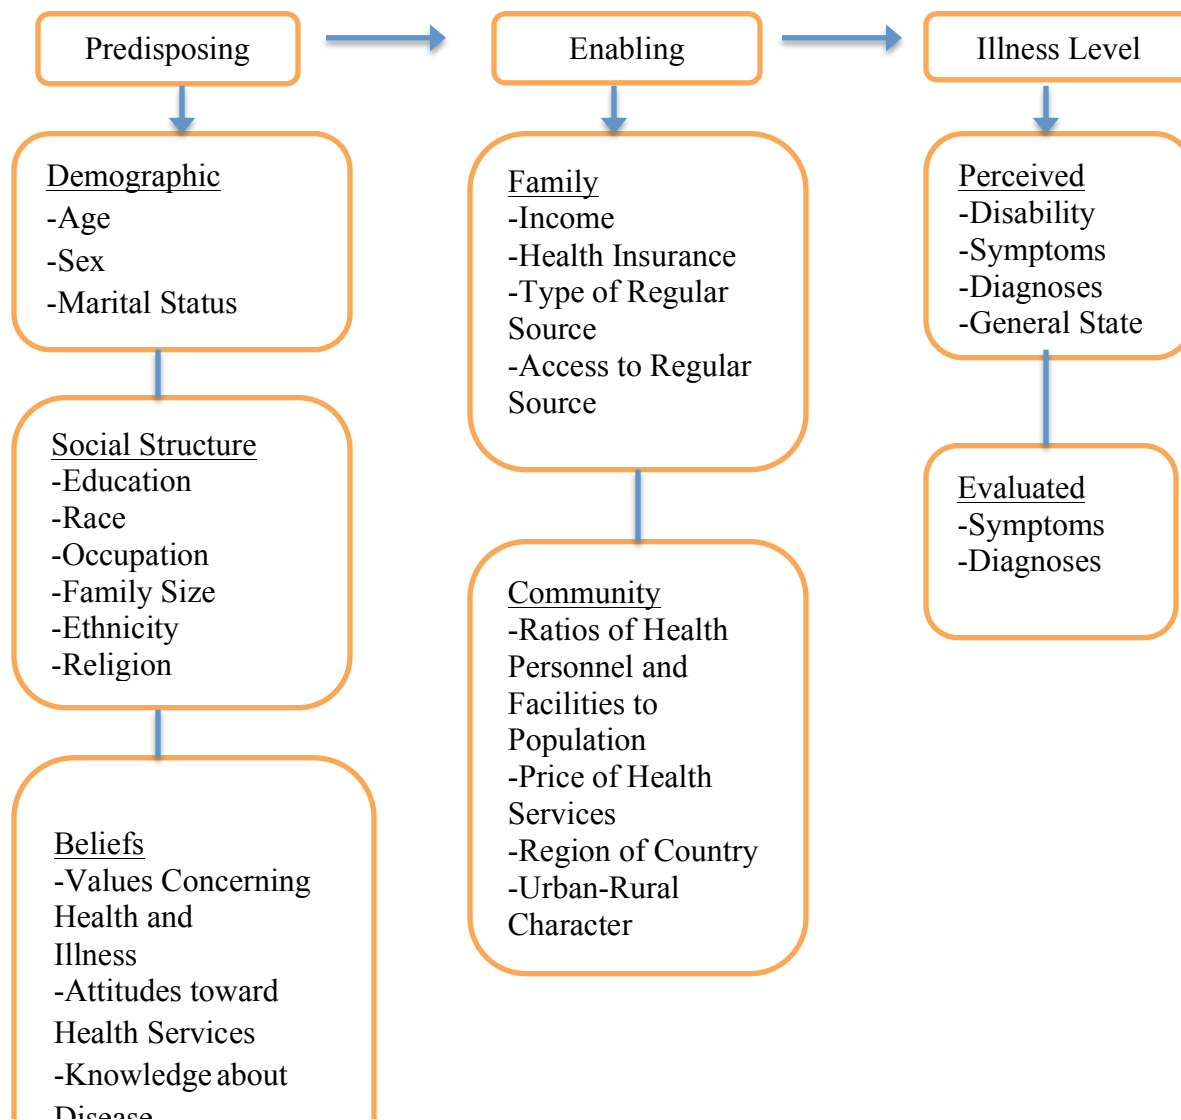 Predisposing
Enabling
Illness Level
Demographic
-Age
-Sex
-Marital Status
Social Structure
-Education
-Race
-Occupation
-Family Size
-Ethnicity
-Religion
Beliefs
-Values Concerning
Health and
Illness
-Attitudes toward
Health Services
-Knowledge about
Disease
Family
-Income
-Health Insurance
-Type of Regular
Source
-Access to Regular
Source
Community
-Ratios of Health
Personnel and
Facilities to
Population
-Price of Health
Services
-Region of Country
-Urban-Rural
Character
Perceived
-Disability
-Symptoms
-Diagnoses
-General State
Evaluated
-Symptoms
-Diagnoses